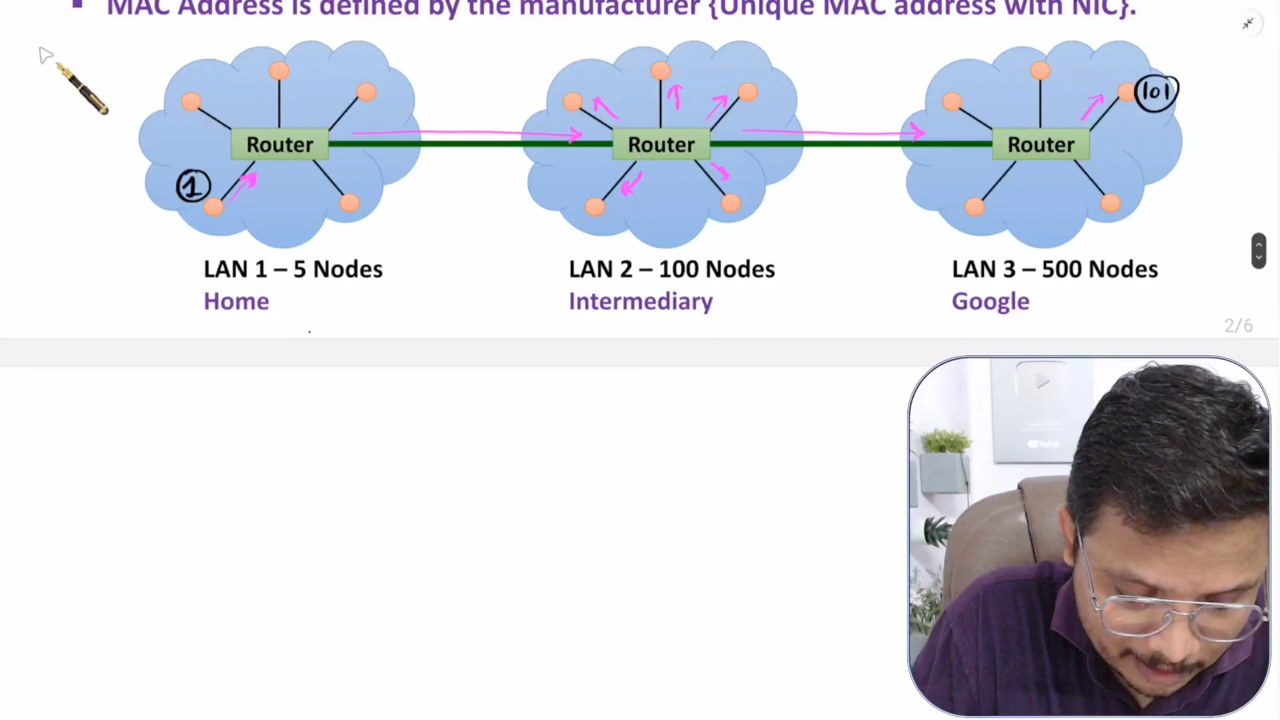 ▪ MAC Address is defined by the manufacturer {Unique MAC address with NIC}.
Router
Router
Router
1
101
LAN 1 – 5 Nodes
LAN 2 – 100 Nodes
LAN 3 – 500 Nodes
Home
Intermediary
Google
2/6
YouTube